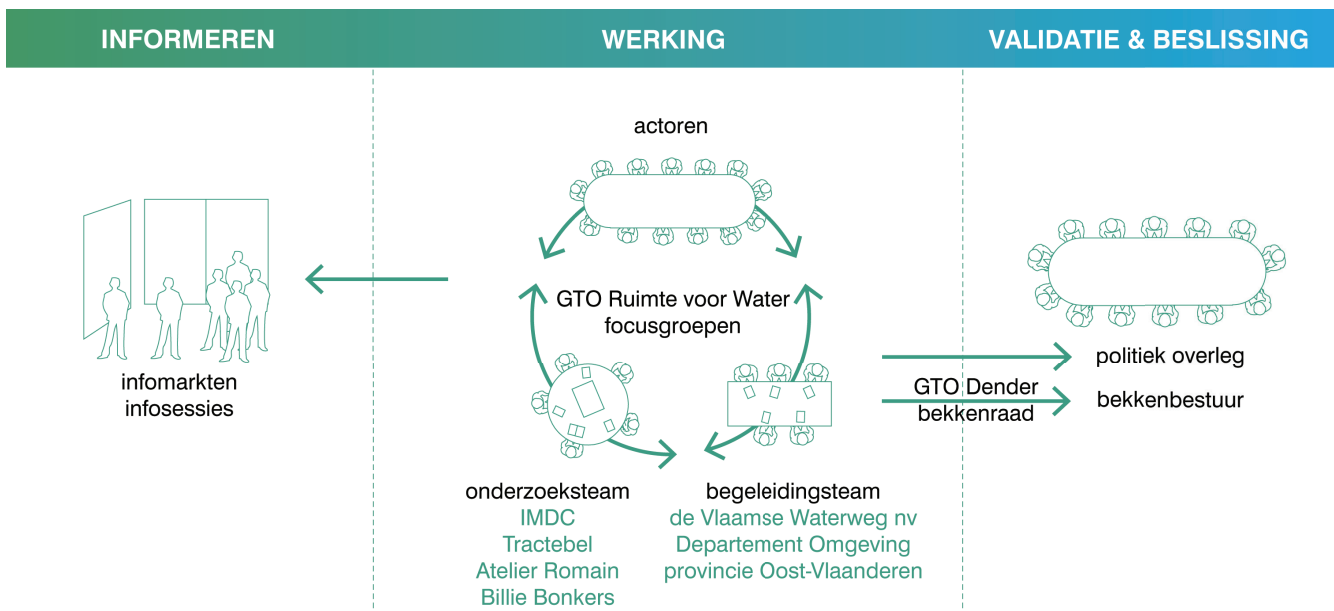 INFORMEREN
WERKING
VALIDATIE & BESLISSING
infomarkten
infosessies
actoren
GTO Ruimte voor Water
focusgroepen
onderzoeksteam
IMDC
Tractebel
Atelier Romain
Billie Bonkers
begeleidingsteam
de Vlaamse Waterweg nv
Departement Omgeving
provincie Oost-Vlaanderen
GTO Dender
bekkenraad
politiek overleg
bekkenbestuur